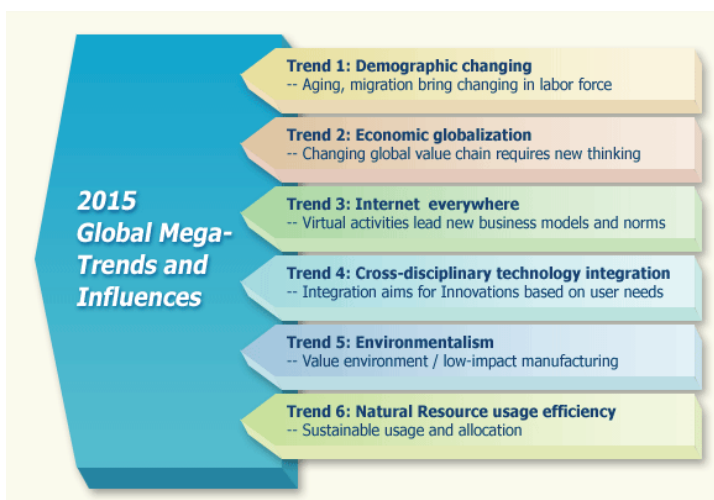 2015
Global Mega-
Trends and
Influences
Trend 1: Demographic changing
-- Aging, migration bring changing in labor force
Trend 2: Economic globalization
-- Changing global value chain requires new thinking
Trend 3: Internet everywhere
-- Virtual activities lead new business models and norms
Trend 4: Cross-disciplinary technology integration
-- Integration aims for Innovations based on user needs
Trend 5: Environmentalism
-- Value environment / low-impact manufacturing
Trend 6: Natural Resource usage efficiency
-- Sustainable usage and allocation